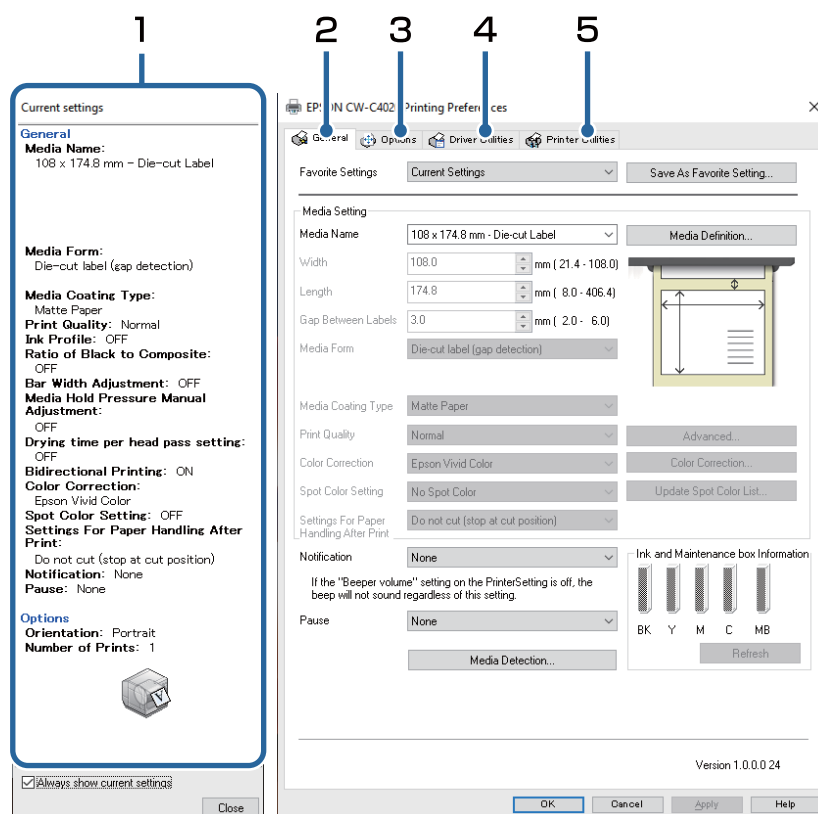 1
2
3
4
5
Current settings
General
Media Name:
108 x 174.8 mm - Die-cut Label
Media Form:
Die-cut label (gap detection)
Media Coating Type:
Matte Paper
Print Quality: Normal
Ink Profile: OFF
Ratio of Black to Composite:
OFF
Bar Width Adjustment: OFF
Media Hold Pressure Manual
Adjustment:
OFF
Drying time per head pass setting:
OFF
Bidirectional Printing: ON
Color Correction:
Epson Vivid Color
Spot Color Setting: OFF
Settings For Paper Handling After
Print:
Do not cut (stop at cut position)
Notification: None
Pause: None
Options
Orientation: Portrait
Number of Prints: 1
Always show current settings
Close
EPSON CW-C402 Printing Preferences
General
Options
Driver Utilities
Printer Utilities
Favorite Settings
Current Settings
Save As Favorite Setting...
Media Setting
Media Name
108 x 174.8 mm - Die-cut Label
Media Definition...
Width
108.0
mm ( 21.4 - 108.0)
Length
174.8
mm ( 8.0 - 406.4)
Gap Between Labels
3.0
mm ( 2.0 - 6.0)
Media Form
Die-cut label (gap detection)
Media Coating Type
Matte Paper
Print Quality
Normal
Advanced...
Color Correction
Epson Vivid Color
Color Correction...
Spot Color Setting
No Spot Color
Update Spot Color List...
Settings For Paper
Handling After Print
Do not cut (stop at cut position)
Notification
None
If the "Beeper volume" setting on the PrinterSetting is off, the
beep will not sound regardless of this setting.
Pause
None
Media Detection...
Ink and Maintenance box Information
BK Y M C MB
Refresh
Version 1.0.0.0 24
OK
Cancel
Apply
Help